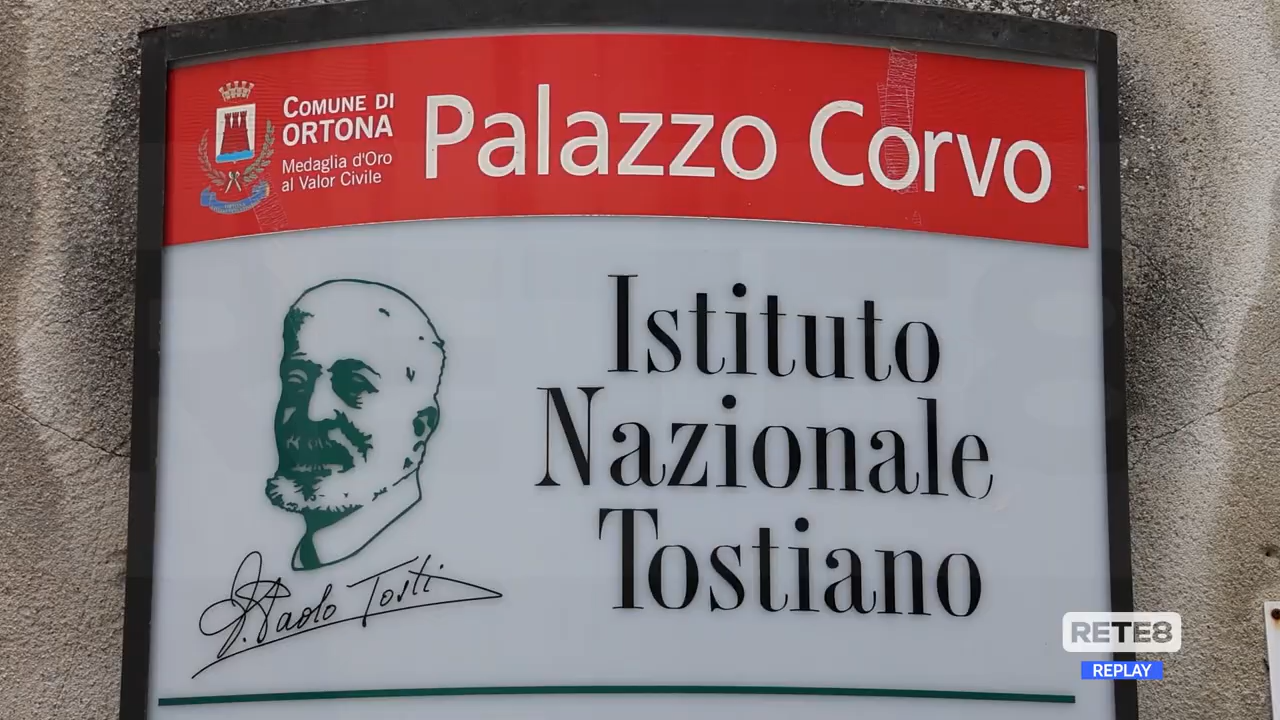 COMUNE DI
ORTONA
Medaglia d'Oro
al Valor Civile
Palazzo Corvo
Istituto
Nazionale
Tostiano
F. Paolo Tosti
RETE8
REPLAY